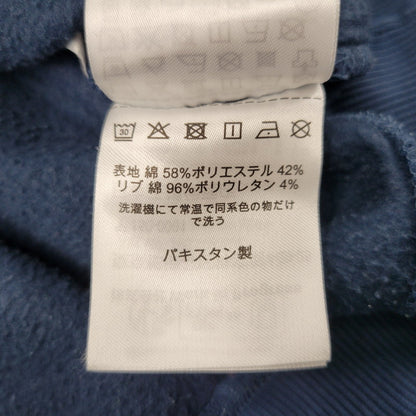 30
表地 綿 58%ポリエステル 42%
リブ 綿 96%ポリウレタン 4%
洗濯機にて常温で同系色の物だけ
で洗う
パキスタン製